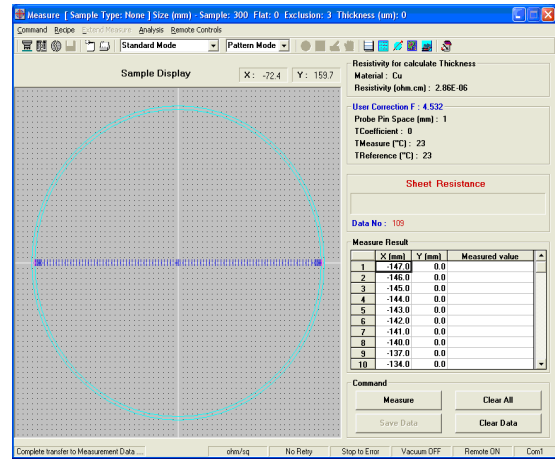 Measure [ Sample Type: None ] Size (mm) - Sample: 300 Flat: 0 Exclusion: 3 Thickness (um): 0
Command Recipe Extend Measure Analysis Remote Controls
Standard Mode Pattern Mode
Sample Display X : -72.4 Y : 159.7
Resistivity for calculate Thickness
Material : Cu
Resistivity (ohm.cm) : 2.86E-06
User Correction F : 4.532
Probe Pin Space (mm) : 1
TCoefficient : 0
TMeasure (°C) : 23
TReference (°C) : 23
Sheet Resistance
Data No : 109
Measure Result
X (mm) Y (mm) Measured value
1 -147.0 0.0
2 -146.0 0.0
3 -145.0 0.0
4 -144.0 0.0
5 -143.0 0.0
6 -142.0 0.0
7 -141.0 0.0
8 -140.0 0.0
9 -137.0 0.0
10 -134.0 0.0
Command
Measure Clear All
Save Data Clear Data
Complete transfer to Measurement Data .... ohm/sq No Retry Stop to Error Vacuum OFF Remote ON Com1